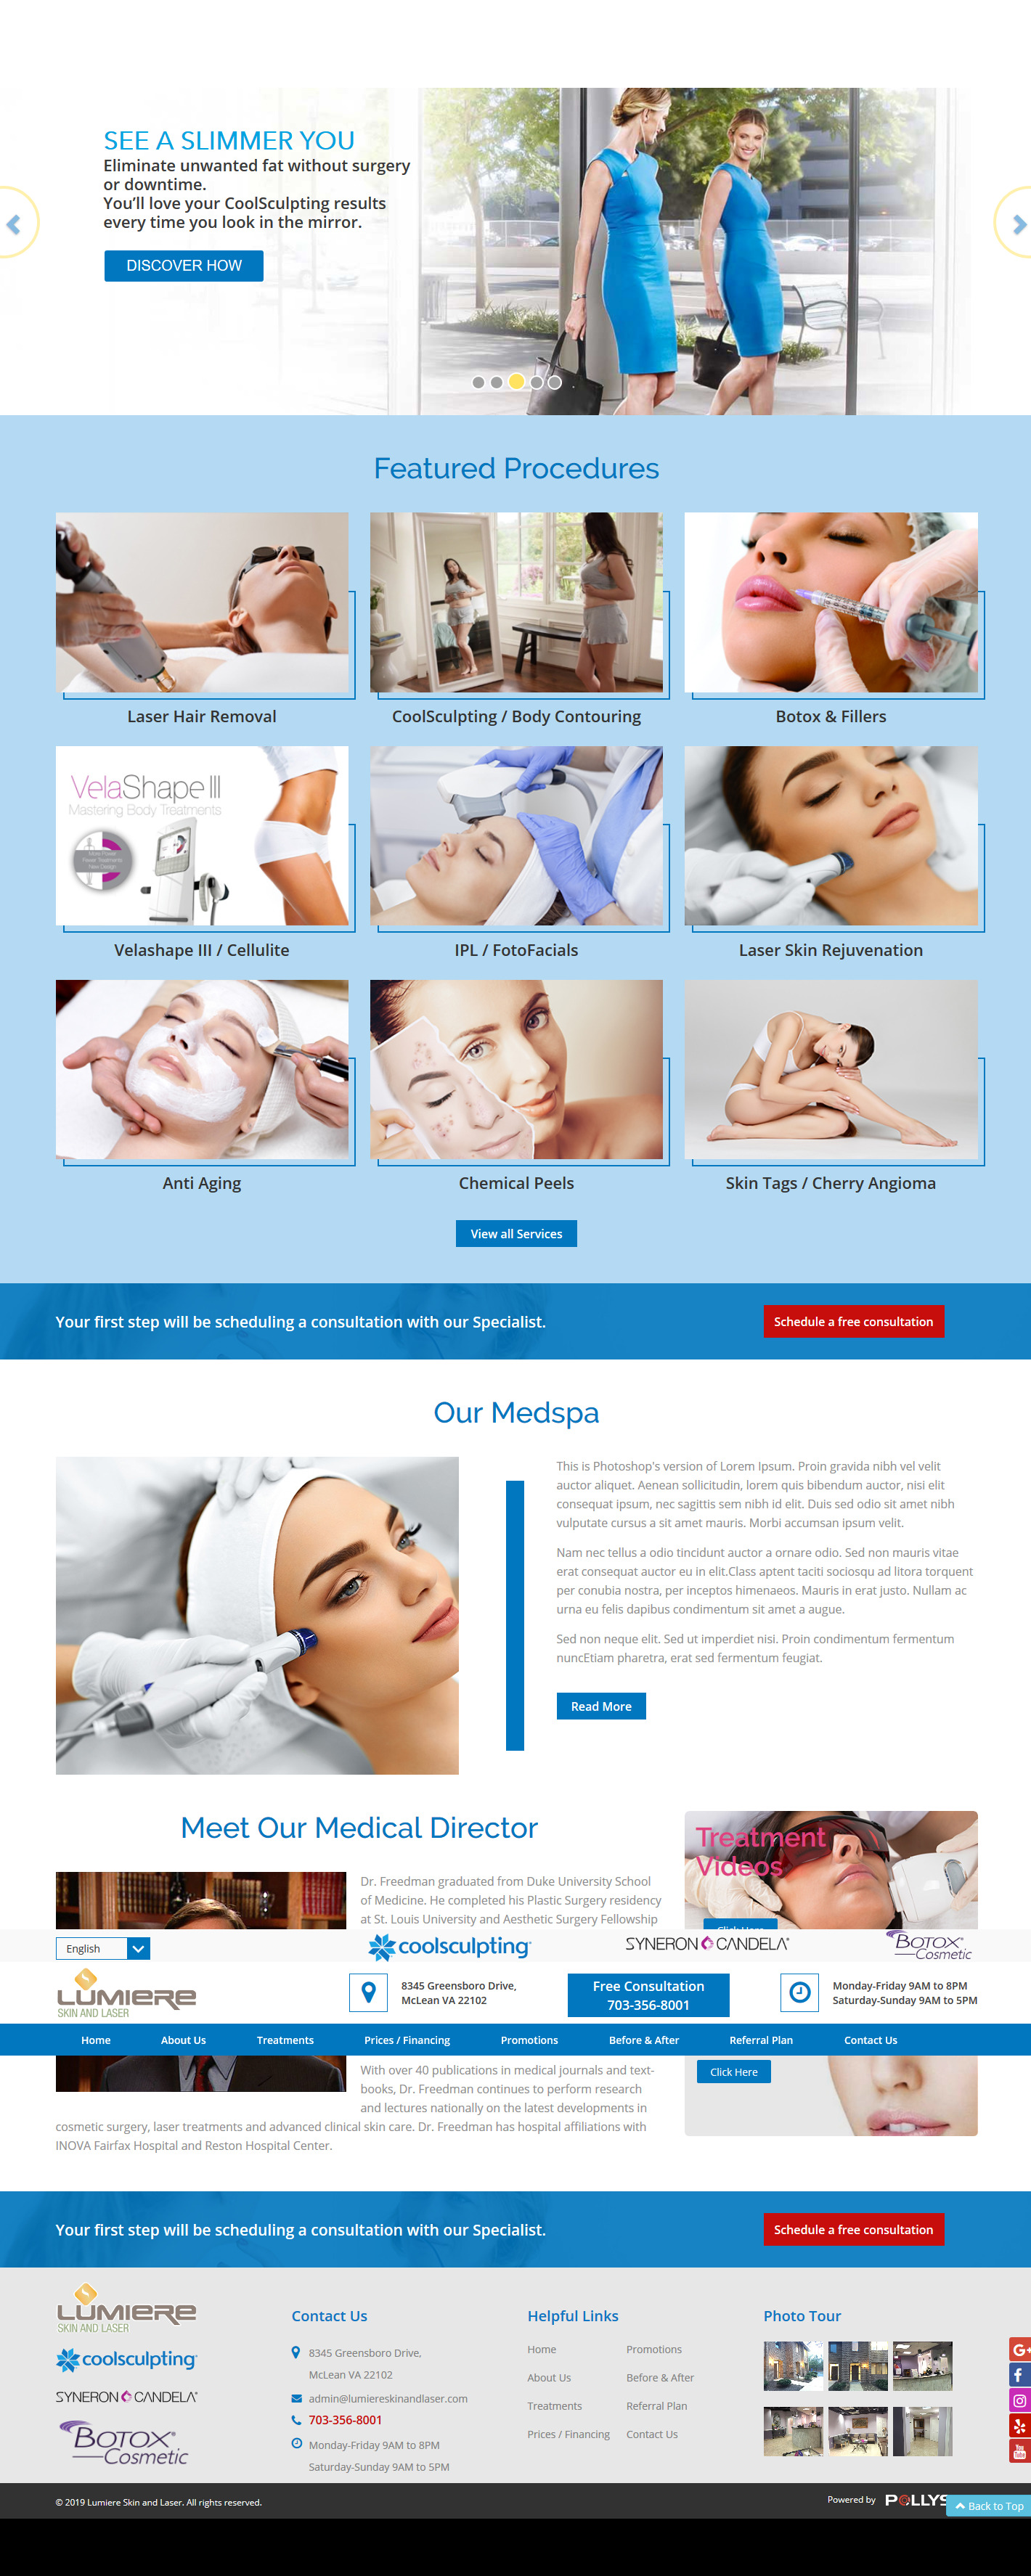 SEE A SLIMMER YOU
Eliminate unwanted fat without surgery
or downtime.
You'll love your CoolSculpting results
every time you look in the mirror.
DISCOVER HOW
Featured Procedures
Laser Hair Removal
CoolSculpting / Body Contouring
Botox & Fillers
VelaShape III
Mastering Body Treatments
Velashape III / Cellulite
IPL / FotoFacials
Laser Skin Rejuvenation
Anti Aging
Chemical Peels
Skin Tags / Cherry Angioma
View all Services
Your first step will be scheduling a consultation with our Specialist.
Schedule a free consultation
Our Medspa
This is Photoshop's version of Lorem Ipsum. Proin gravida nibh vel velit
auctor aliquet. Aenean sollicitudin, lorem quis bibendum auctor, nisi elit
consequat ipsum, nec sagittis sem nibh id elit. Duis sed odio sit amet nibh
vulputate cursus a sit amet mauris. Morbi accumsan ipsum velit.
Nam nec tellus a odio tincidunt auctor a ornare odio. Sed non mauris vitae
erat consequat auctor eu in elit.Class aptent taciti sociosqu ad litora torquent
per conubia nostra, per inceptos himenaeos. Mauris in erat justo. Nullam ac
urna eu felis dapibus condimentum sit amet a augue.
Sed non neque elit. Sed ut imperdiet nisi. Proin condimentum fermentum
nuncEtiam pharetra, erat sed fermentum feugiat.
Read More
Meet Our Medical Director
Dr. Freedman graduated from Duke University School
of Medicine. He completed his Plastic Surgery residency
at St. Louis University and Aesthetic Surgery Fellowship
Treatment
Videos
Click Here
English
coolsculpting
SYNERON CANDELA
BOTOX
Cosmetic
LUMIERE
SKIN AND LASER
8345 Greensboro Drive,
McLean VA 22102
Free Consultation
703-356-8001
Monday-Friday 9AM to 8PM
Saturday-Sunday 9AM to 5PM
Home
About Us
Treatments
Prices / Financing
Promotions
Before & After
Referral Plan
Contact Us
With over 40 publications in medical journals and text-
books, Dr. Freedman continues to perform research
and lectures nationally on the latest developments in
cosmetic surgery, laser treatments and advanced clinical skin care. Dr. Freedman has hospital affiliations with
INOVA Fairfax Hospital and Reston Hospital Center.
Click Here
Your first step will be scheduling a consultation with our Specialist.
Schedule a free consultation
LUMIERE
SKIN AND LASER
coolsculpting
SYNERON CANDELA
BOTOX
Cosmetic
Contact Us
8345 Greensboro Drive,
McLean VA 22102
admin@lumiereskinandlaser.com
703-356-8001
Monday-Friday 9AM to 8PM
Saturday-Sunday 9AM to 5PM
Helpful Links
Home
Promotions
About Us
Before & After
Treatments
Referral Plan
Prices / Financing
Contact Us
Photo Tour
G+
You
Tube
© 2019 Lumiere Skin and Laser. All rights reserved.
Powered by
POLLYS
Back to Top